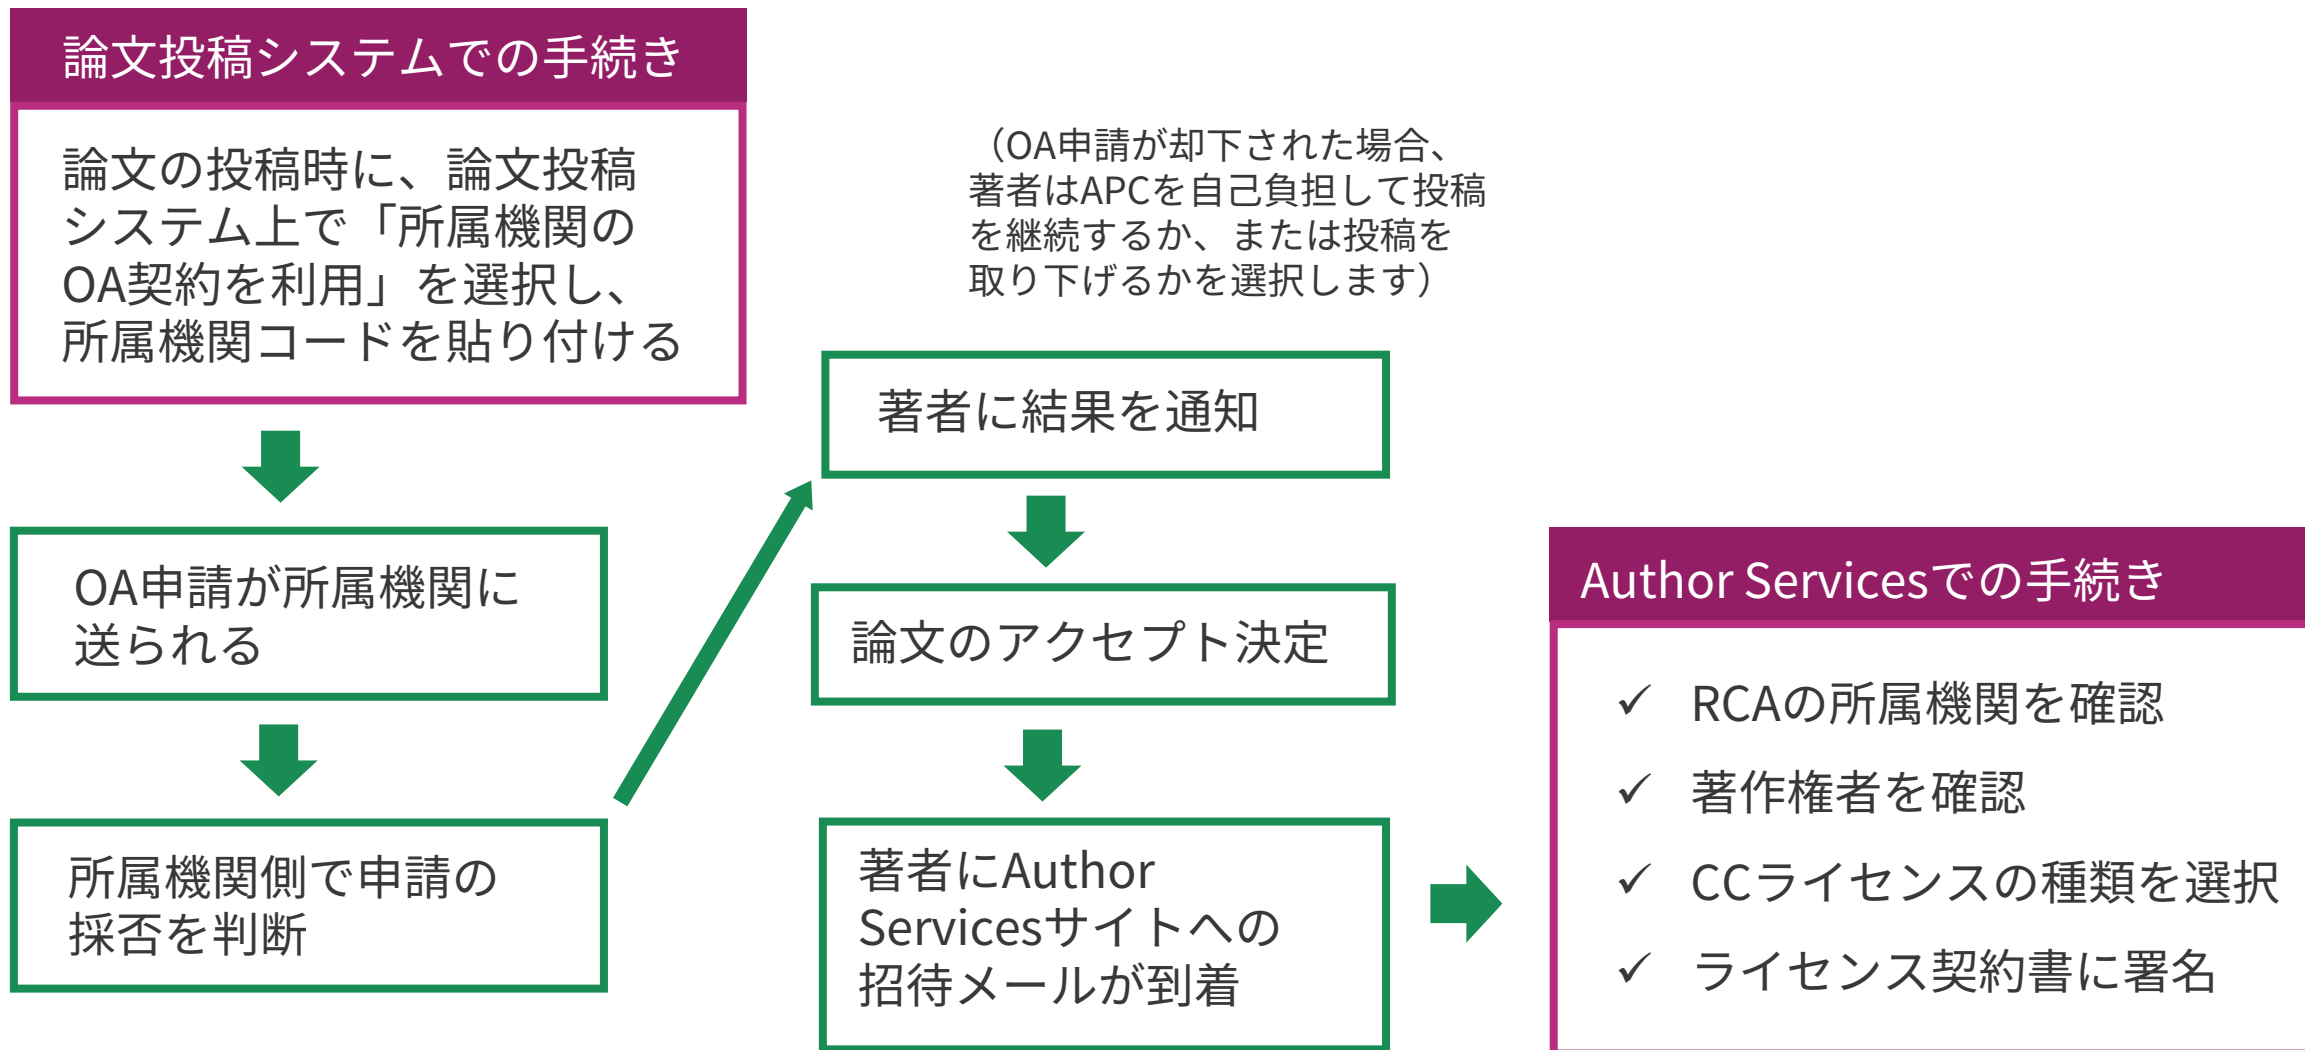 論文投稿システムでの手続き
論文の投稿時に、論文投稿
システム上で「所属機関の
OA契約を利用」を選択し、
所属機関コードを貼り付ける
OA申請が所属機関に
送られる
所属機関側で申請の
採否を判断
（OA申請が却下された場合、
著者はAPCを自己負担して投稿
を継続するか、または投稿を
取り下げるかを選択します）
著者に結果を通知
論文のアクセプト決定
著者にAuthor
Servicesサイトへの
招待メールが到着
Author Servicesでの手続き
✓ RCAの所属機関を確認
✓ 著作権者を確認
✓ CCライセンスの種類を選択
✓ ライセンス契約書に署名